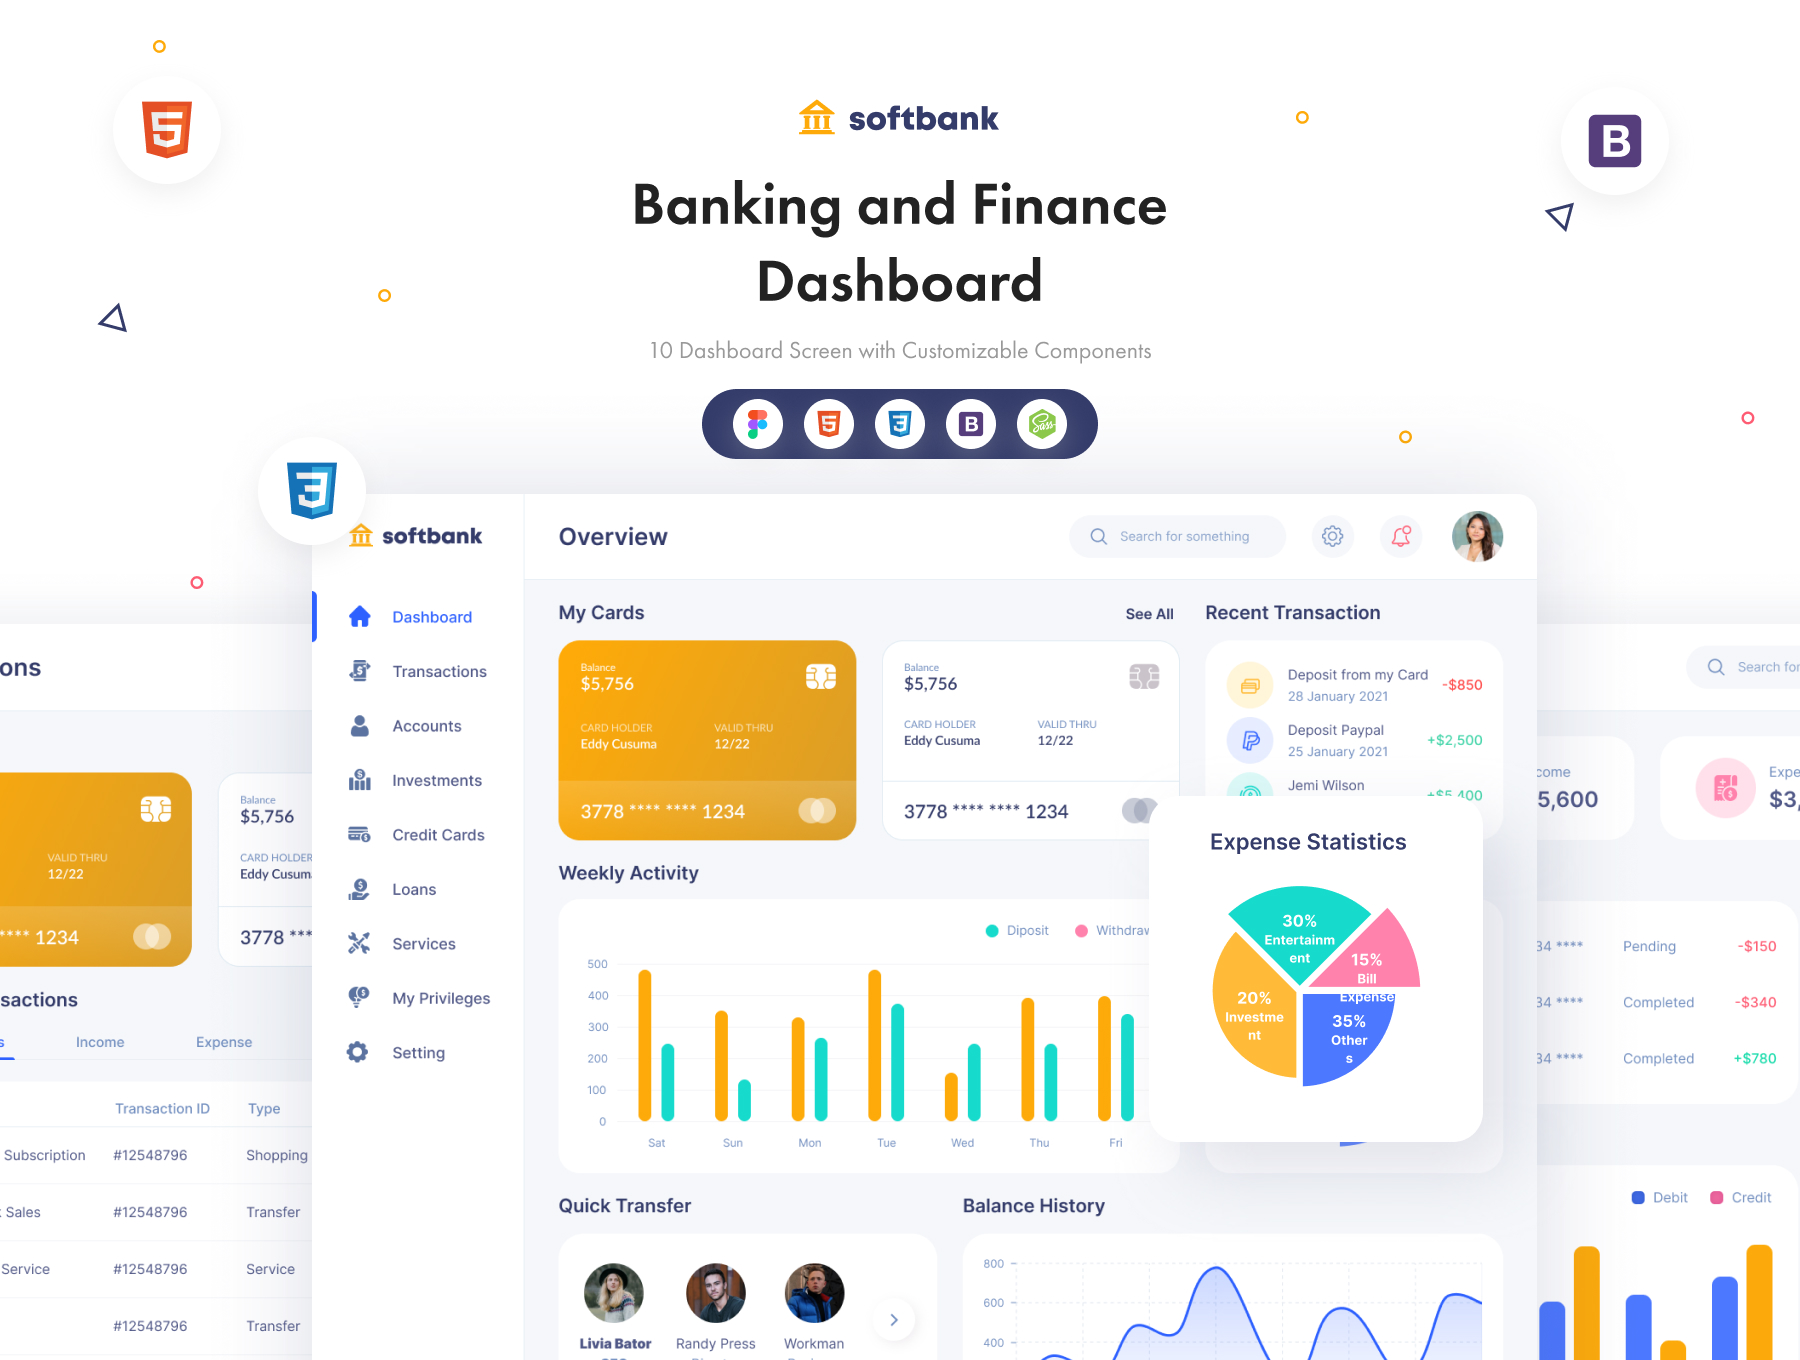 softbank
Banking and Finance
Dashboard
10 Dashboard Screen with Customizable Components
softbank
Dashboard
Transactions
Accounts
Investments
Credit Cards
Loans
Services
My Privileges
Setting
Overview
Search for something
My Cards
See All
Balance
$5,756
CARD HOLDER
Eddy Cusuma
VALID THRU
12/22
3778 **** **** 1234
Balance
$5,756
CARD HOLDER
Eddy Cusuma
VALID THRU
12/22
3778 **** **** 1234
Recent Transaction
Deposit from my Card
28 January 2021
-$850
Deposit Paypal
25 January 2021
+$2,500
Jemi Wilson
+$5,400
Weekly Activity
Diposit
Withdraw
500
400
300
200
100
0
Sat
Sun
Mon
Tue
Wed
Thu
Fri
Expense Statistics
30%
Entertainm
ent
15%
Bill
Expense
20%
Investme
nt
35%
Other
s
Quick Transfer
Livia Bator
Randy Press
Workman
Balance History
800
600
400
ons
VALID THRU
12/22
**** 1234
Balance
$5,756
CARD HOLDER
Eddy Cusum
3778 ***
sactions
s
Income
Expense
Transaction ID
Type
Subscription
#12548796
Shopping
Sales
#12548796
Transfer
Service
#12548796
Service
#12548796
Transfer
Search for
come
5,600
Expe
$3,
34 ****
Pending
-$150
34 ****
Completed
-$340
34 ****
Completed
+$780
Debit
Credit